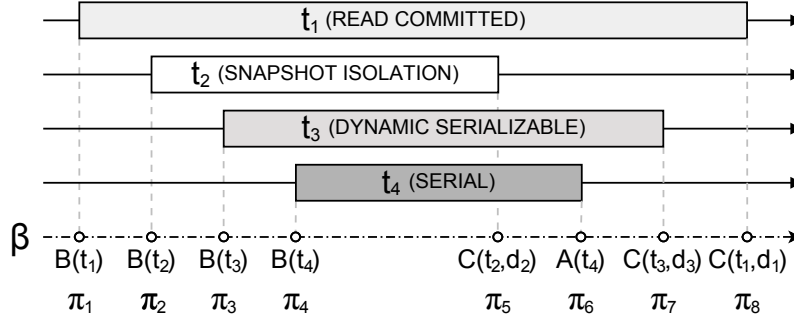 t₁ (READ COMMITTED)
t₂ (SNAPSHOT ISOLATION)
t₃ (DYNAMIC SERIALIZABLE)
t₄ (SERIAL)
β
B(t₁) B(t₂) B(t₃) B(t₄) C(t₂,d₂) A(t₄) C(t₃,d₃) C(t₁,d₁)
π₁ π₂ π₃ π₄ π₅ π₆ π₇ π₈